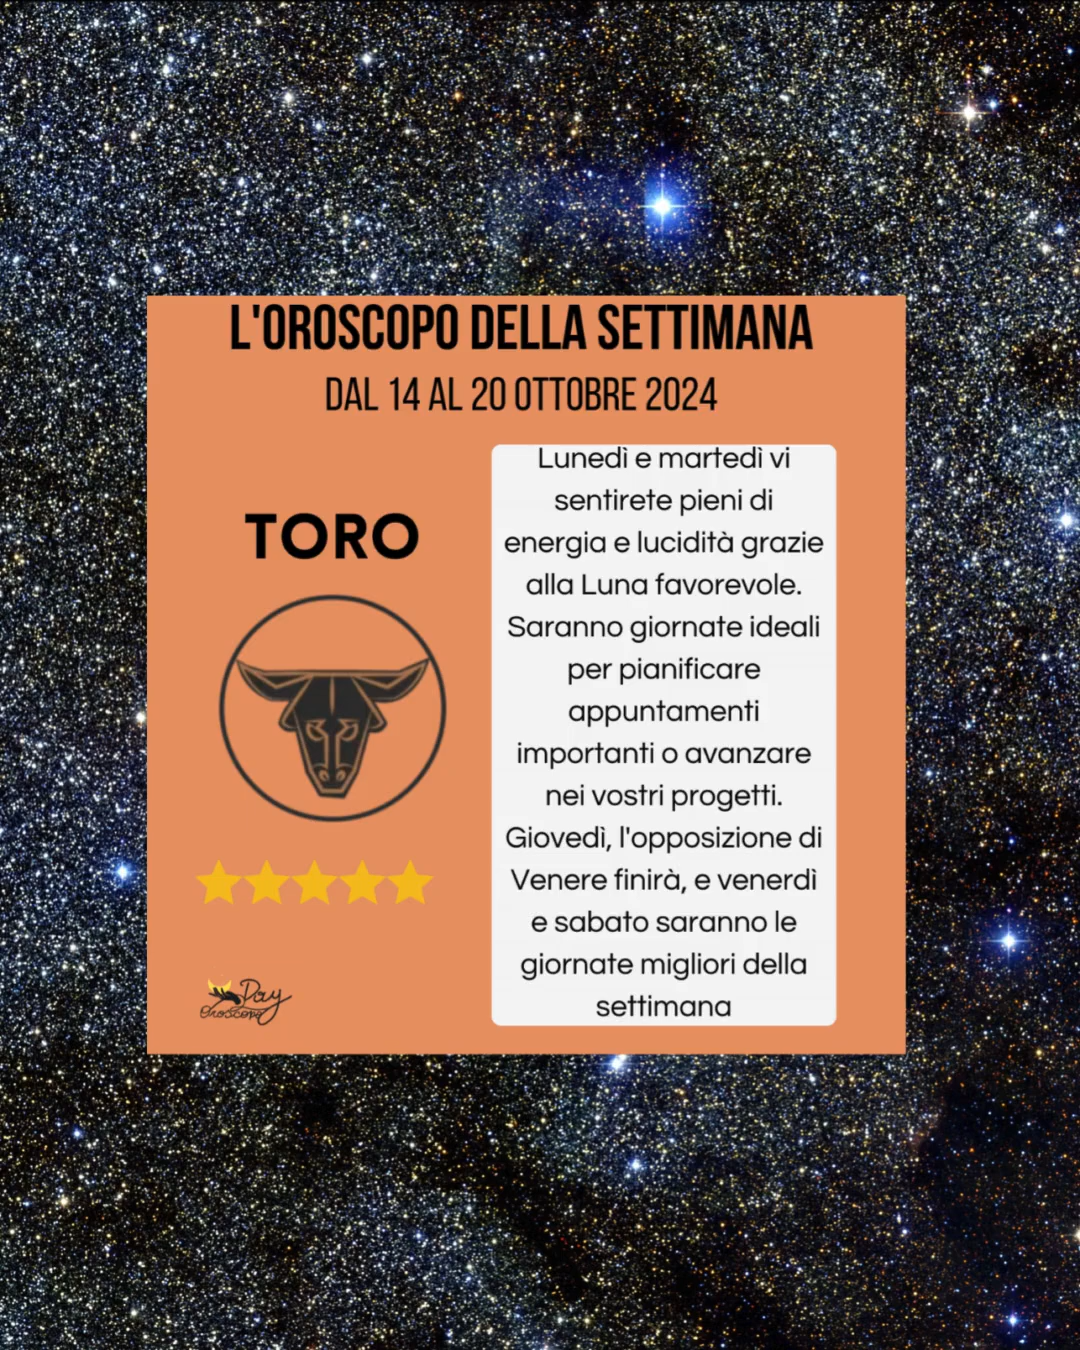 L'OROSCOPO DELLA SETTIMANA
DAL 14 AL 20 OTTOBRE 2024
TORO
Lunedì e martedì vi
sentirete pieni di
energia e lucidità grazie
alla Luna favorevole.
Saranno giornate ideali
per pianificare
appuntamenti
importanti o avanzare
nei vostri progetti.
Giovedì, l'opposizione di
Venere finirà, e venerdì
e sabato saranno le
giornate migliori della
settimana
Day
Oroscopo